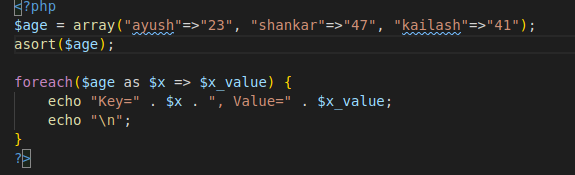 <?php
$age = array("ayush"=>"23", "shankar"=>"47", "kailash"=>"41");
asort($age);

foreach($age as $x => $x_value) {
    echo "Key=" . $x . ", Value=" . $x_value;
    echo "\n";
}
?>